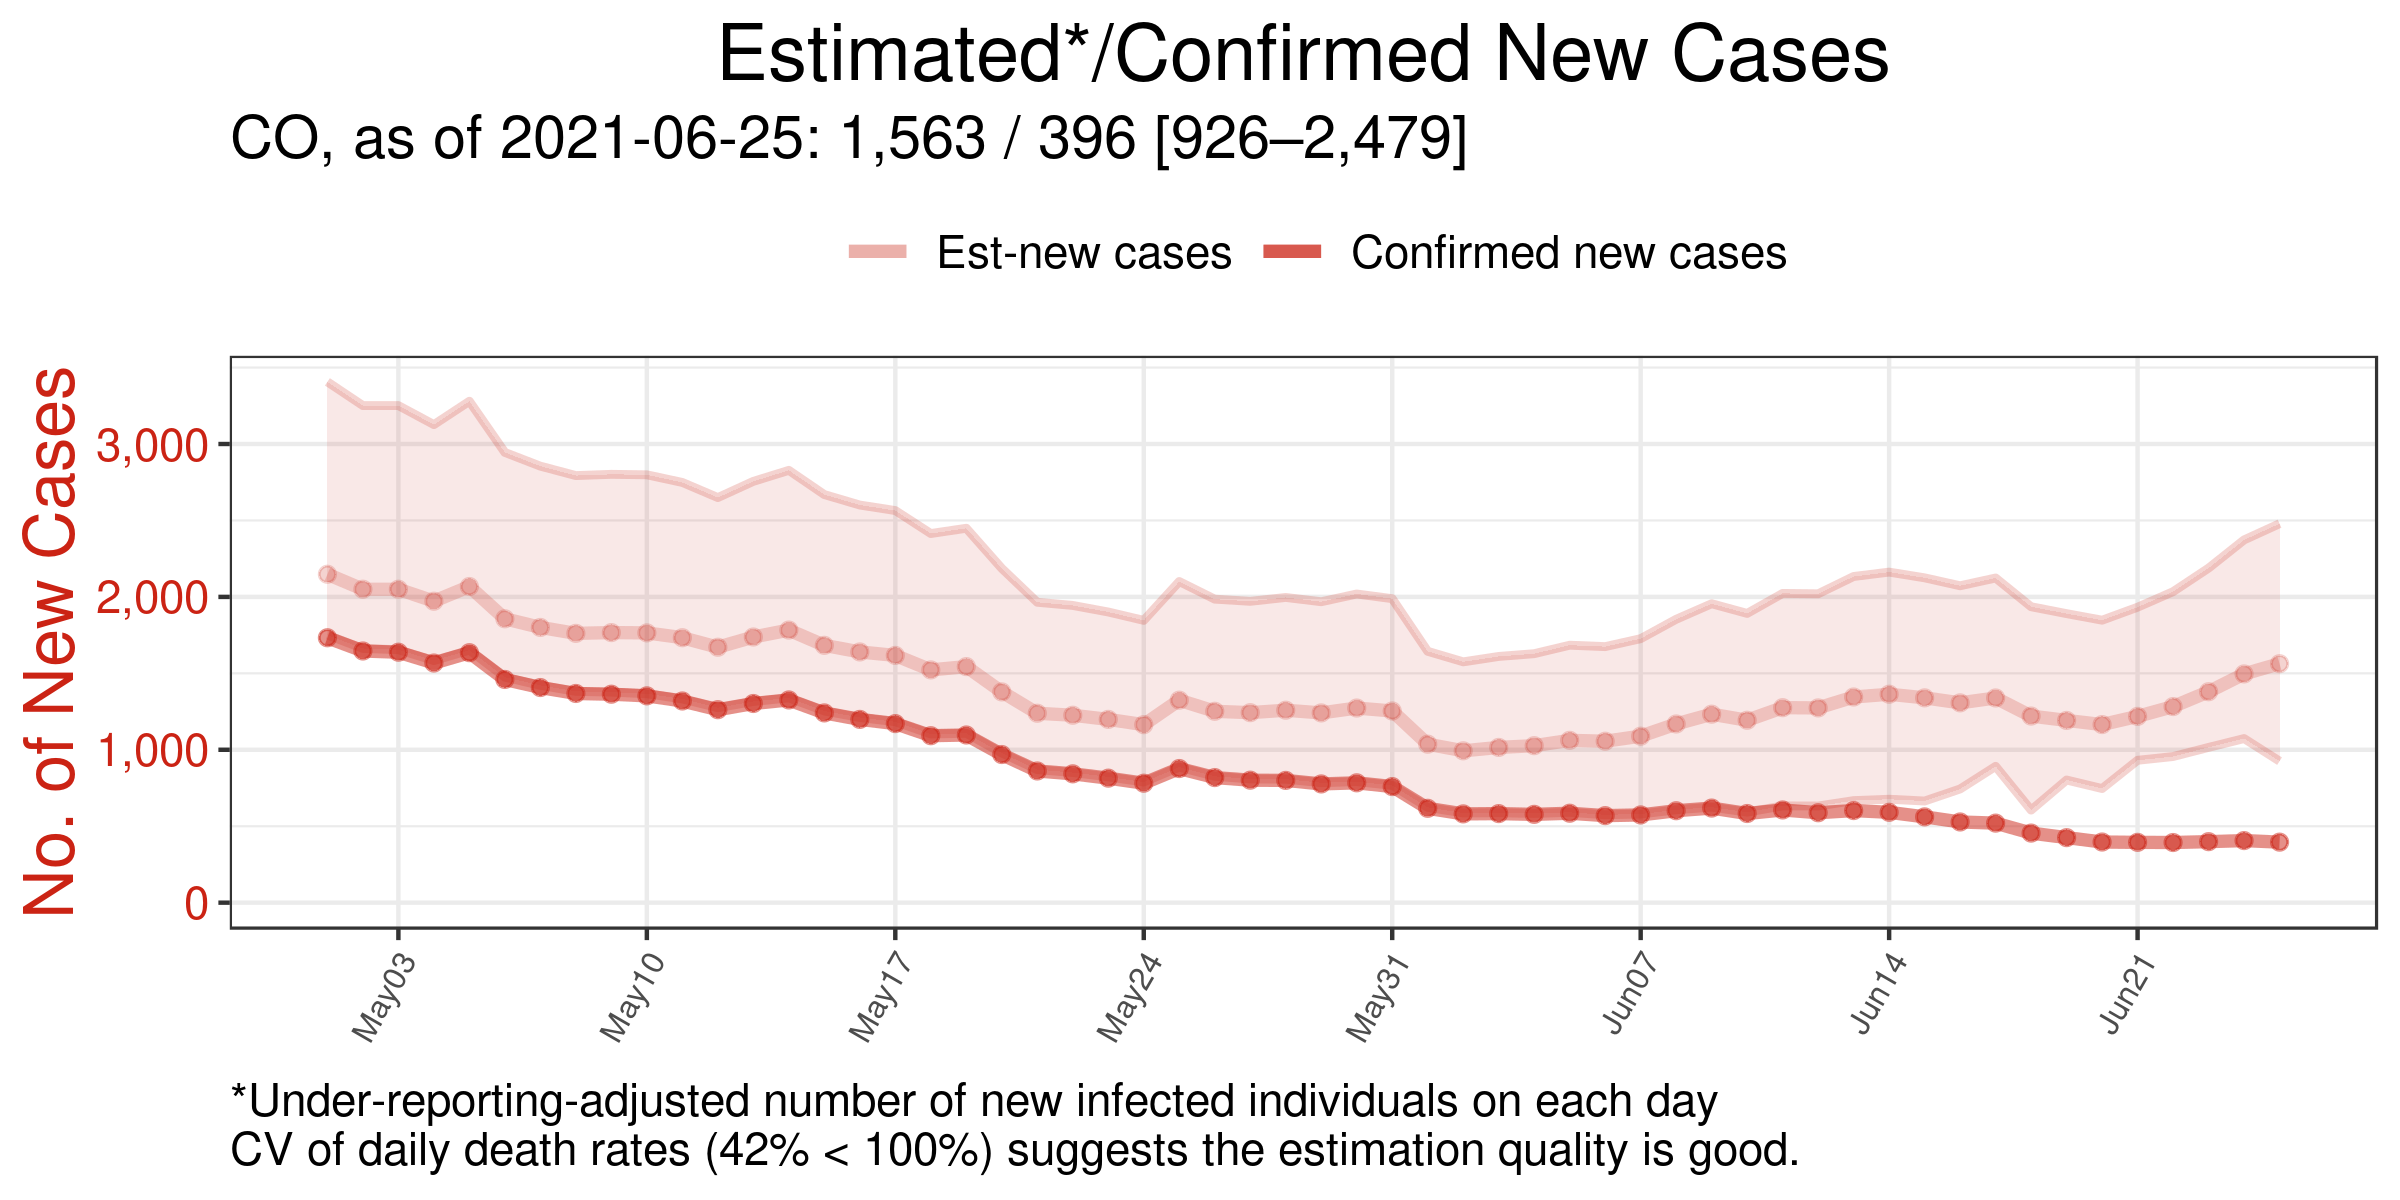 Estimated*/Confirmed New Cases
CO, as of 2021-06-25: 1,563 / 396 [926–2,479]
Est-new cases Confirmed new cases
No. of New Cases
3,000
2,000
1,000
0
May03 May10 May17 May24 May31 Jun07 Jun14 Jun21
*Under-reporting-adjusted number of new infected individuals on each day
CV of daily death rates (42% < 100%) suggests the estimation quality is good.